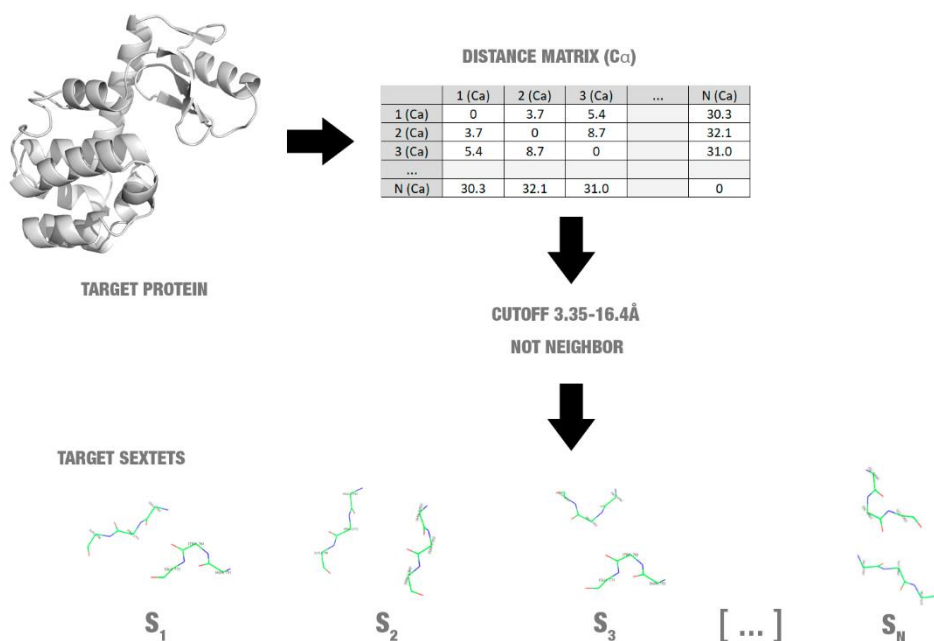 DISTANCE MATRIX (Cα)
1 (Ca) 2 (Ca) 3 (Ca) ... N (Ca)
1 (Ca) 0 3.7 5.4 30.3
2 (Ca) 3.7 0 8.7 32.1
3 (Ca) 5.4 8.7 0 31.0
...
N (Ca) 30.3 32.1 31.0 0
TARGET PROTEIN
CUTOFF 3.35-16.4Å
NOT NEIGHBOR
TARGET SEXTETS
S1 S2 S3 [ ... ] SN